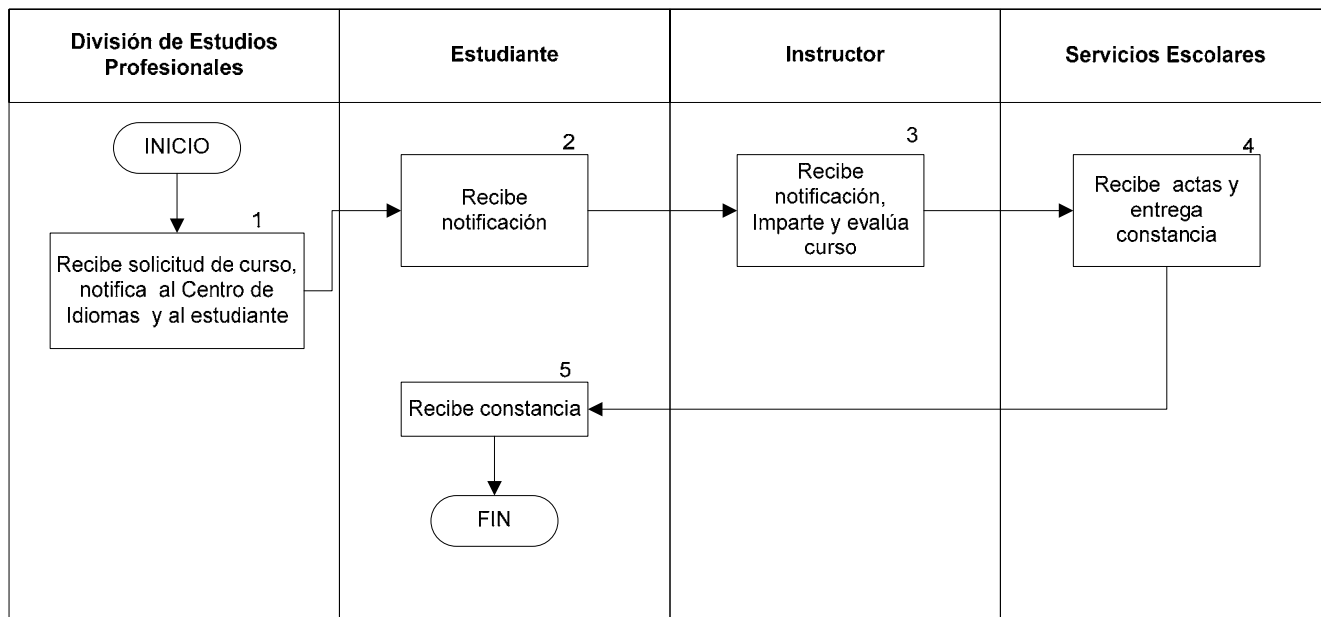 División de Estudios
Profesionales
Estudiante
Instructor
Servicios Escolares
INICIO
1
Recibe solicitud de curso,
notifica al Centro de
Idiomas y al estudiante
2
Recibe
notificación
3
Recibe
notificación,
Imparte y evalúa
curso
4
Recibe actas y
entrega
constancia
5
Recibe constancia
FIN